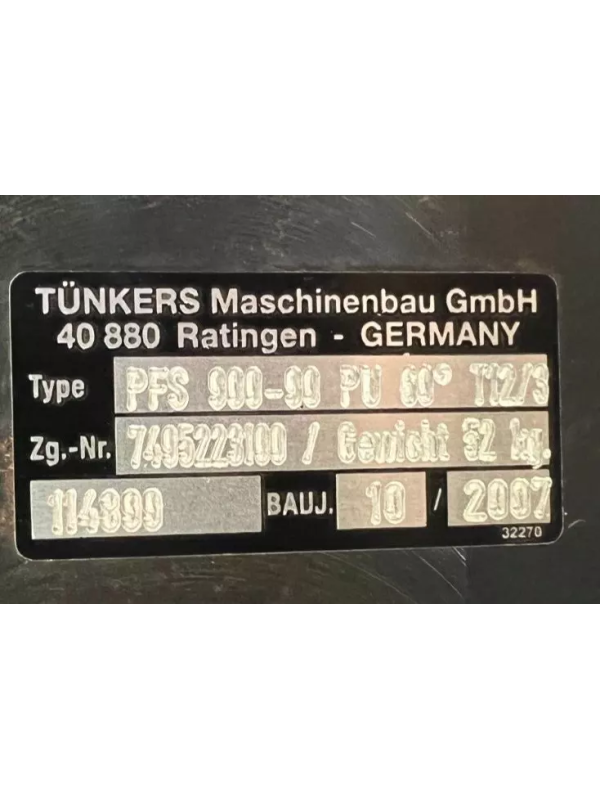 TÜNKERS Maschinenbau GmbH
40 880 Ratingen - GERMANY
Type PFS 900-90 PU 60° T12/3
Zg.-Nr. 7495223100 / Gewicht 52 kg.
114899 BAUJ. 10 / 2007
32270